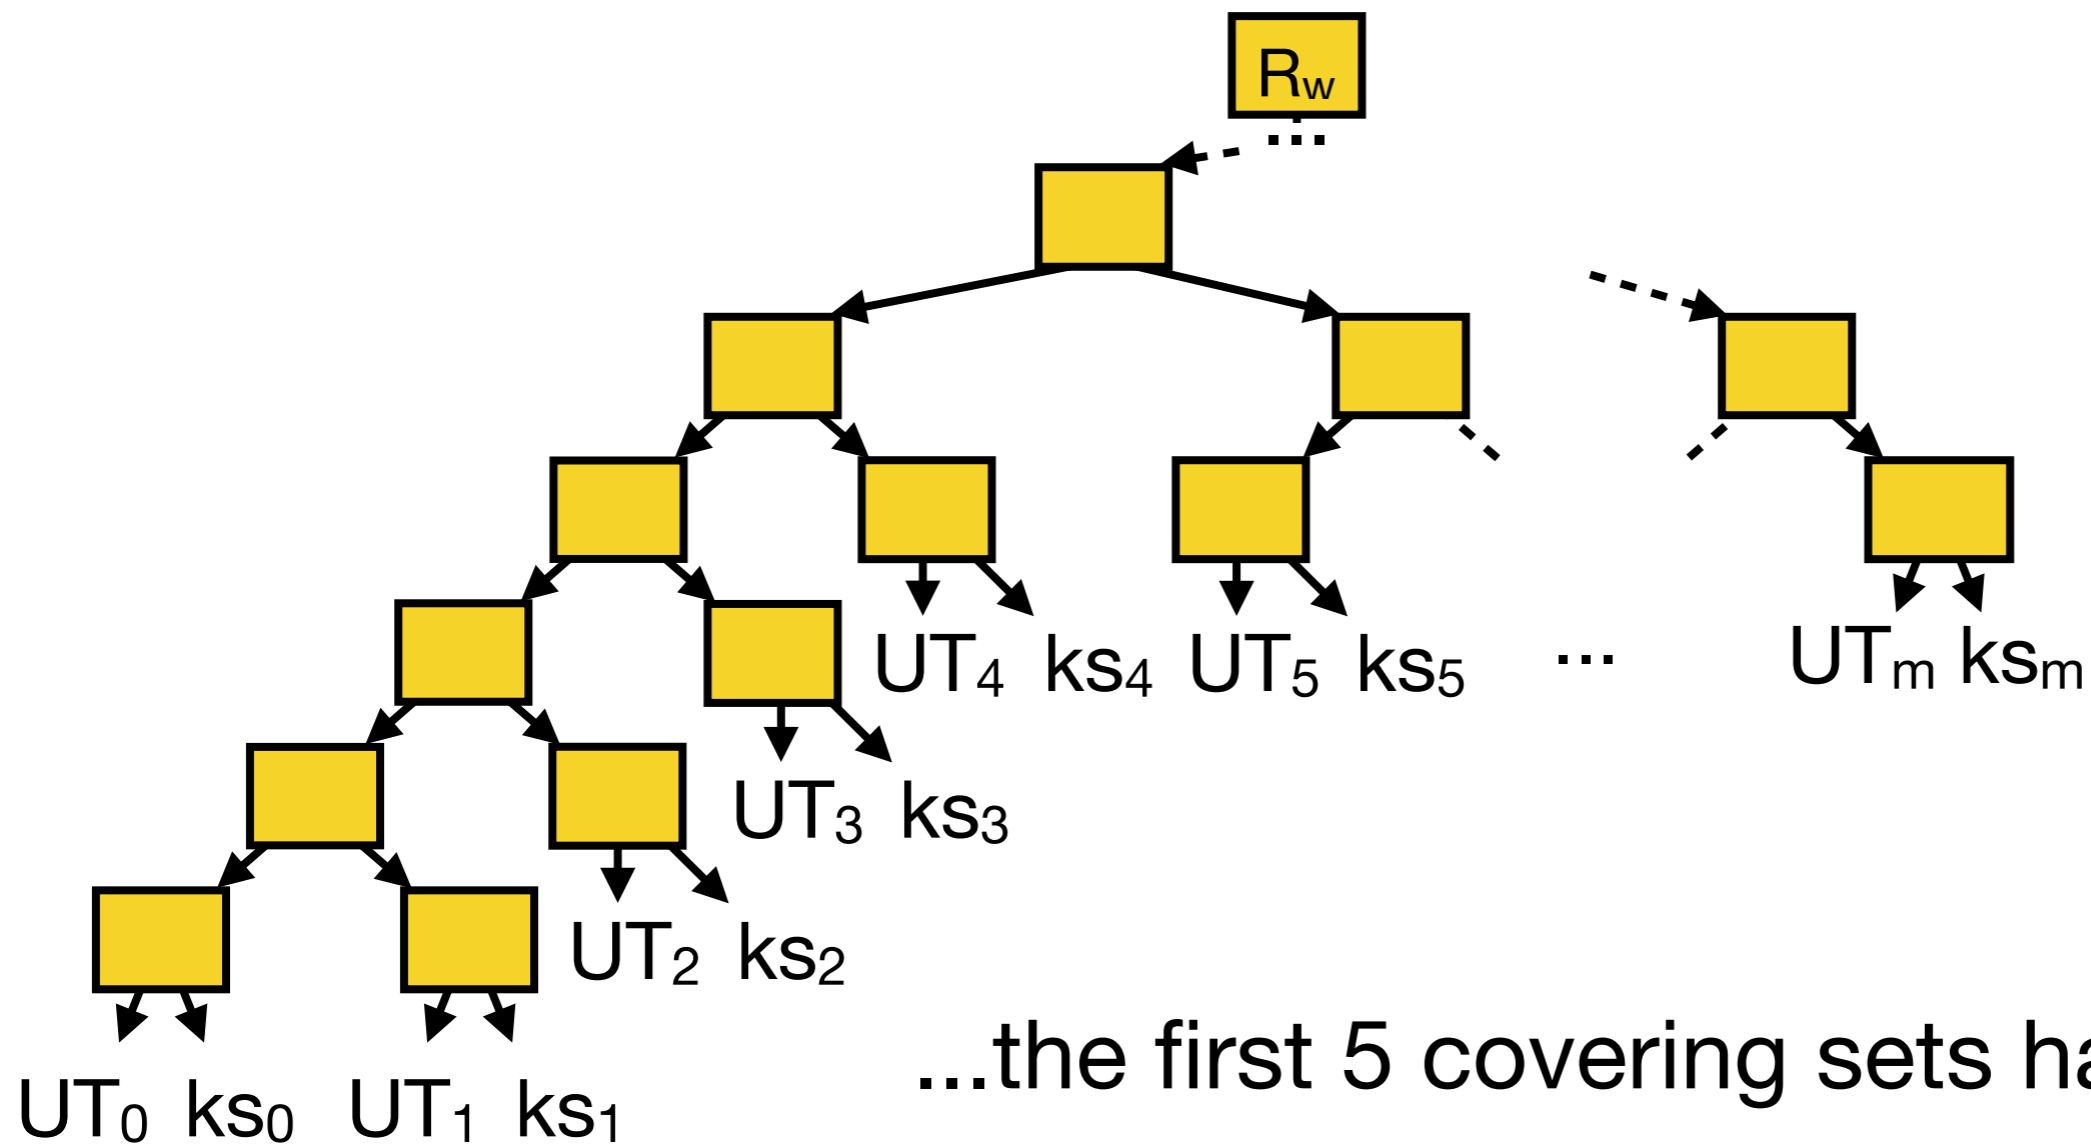 Rw
...
UT4 ks4 UT5 ks5 ... UTm ksm
UT3 ks3
UT2 ks2
...the first 5 covering sets
UT0 ks0 UT1 ks1